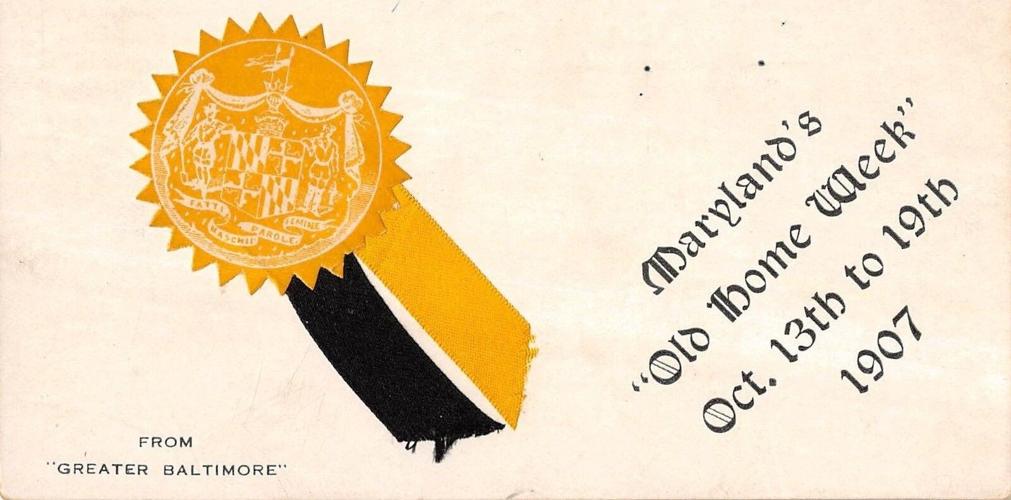 FATTI
MASCHII
PAROLE
FEMINE
Maryland's
"Old Home Week"
Oct. 13th to 19th
1907
FROM
"GREATER BALTIMORE"